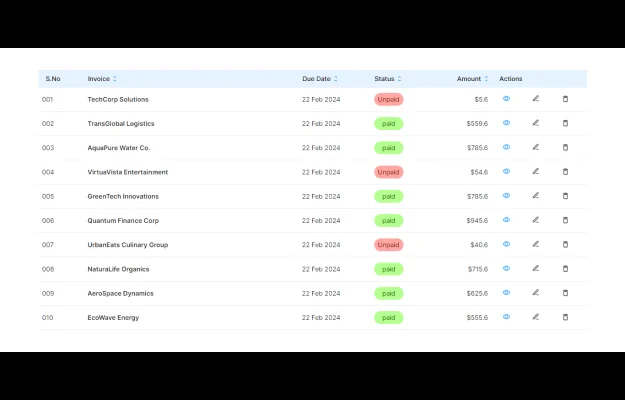 S.No Invoice Due Date Status Amount Actions
001 TechCorp Solutions 22 Feb 2024 Unpaid $5.6
002 TransGlobal Logistics 22 Feb 2024 paid $559.6
003 AquaPure Water Co. 22 Feb 2024 paid $785.6
004 VirtuaVista Entertainment 22 Feb 2024 Unpaid $54.6
005 GreenTech Innovations 22 Feb 2024 paid $785.6
006 Quantum Finance Corp 22 Feb 2024 paid $945.6
007 UrbanEats Culinary Group 22 Feb 2024 Unpaid $40.6
008 NaturaLife Organics 22 Feb 2024 paid $715.6
009 AeroSpace Dynamics 22 Feb 2024 paid $625.6
010 EcoWave Energy 22 Feb 2024 paid $555.6